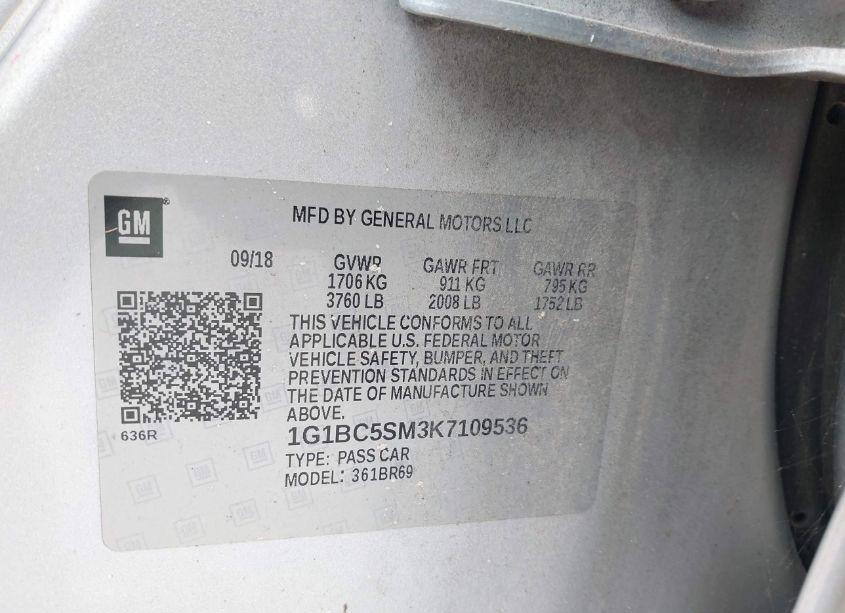 GM
MFD BY GENERAL MOTORS LLC
09/18 GVWR GAWR FRT GAWR RR
1706 KG 911 KG 795 KG
3760 LB 2008 LB 1752 LB
THIS VEHICLE CONFORMS TO ALL
APPLICABLE U.S. FEDERAL MOTOR
VEHICLE SAFETY, BUMPER, AND THEFT
PREVENTION STANDARDS IN EFFECT ON
THE DATE OF MANUFACTURE SHOWN
ABOVE.
636R
1G1BC5SM3K7109536
TYPE: PASS CAR
MODEL: 361BR69